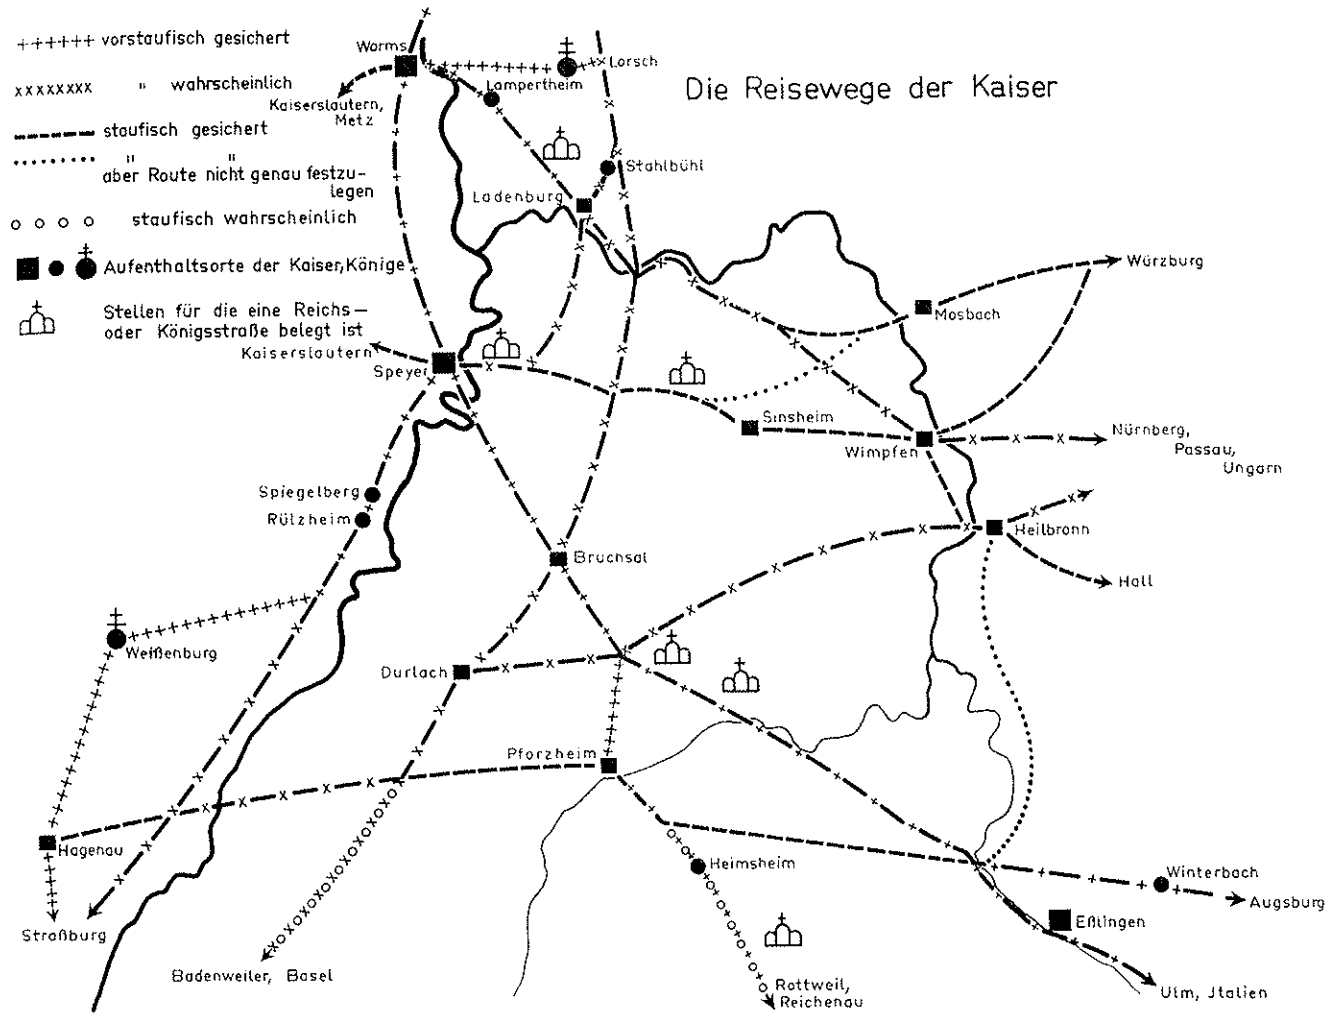 Die Reisewege der Kaiser
++++++ vorstaufisch gesichert
xxxxxxxx " wahrscheinlich
staufisch gesichert
" "
aber Route nicht genau festzu-
legen
o o o o staufisch wahrscheinlich
Aufenthaltsorte der Kaiser, Könige
Stellen für die eine Reichs-
oder Königsstraße belegt ist
Worms
Kaiserslautern,
Metz
Lampertheim
Lorsch
Stahlbühl
Ladenburg
Würzburg
Mosbach
Kaiserslautern
Speyer
Sinsheim
Wimpfen
Nürnberg,
Passau,
Ungarn
Spiegelberg
Rülzheim
Bruchsal
Heilbronn
Hall
Weißenburg
Durlach
Pforzheim
Hagenau
Heimsheim
Winterbach
Augsburg
Straßburg
Eßlingen
Badenweiler, Basel
Rottweil,
Reichenau
Ulm, Jtalien